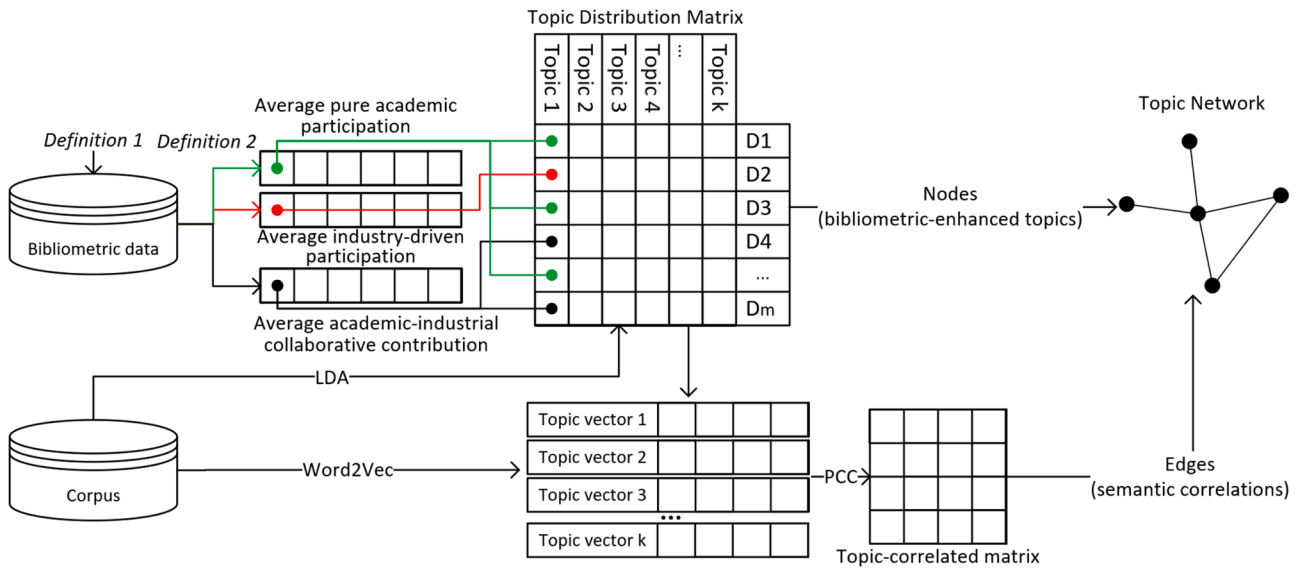 Topic Distribution Matrix
Topic 1
Topic 2
Topic 3
Topic 4
...
Topic k
Average pure academic
participation
Definition 1
Definition 2
Topic Network
D1
D2
D3
D4
...
Dm
Bibliometric data
Average industry-driven
participation
Nodes
(bibliometric-enhanced topics)
Average academic-industrial
collaborative contribution
LDA
Topic vector 1
Topic vector 2
Topic vector 3
...
Topic vector k
Word2Vec
Corpus
PCC
Edges
(semantic correlations)
Topic-correlated matrix